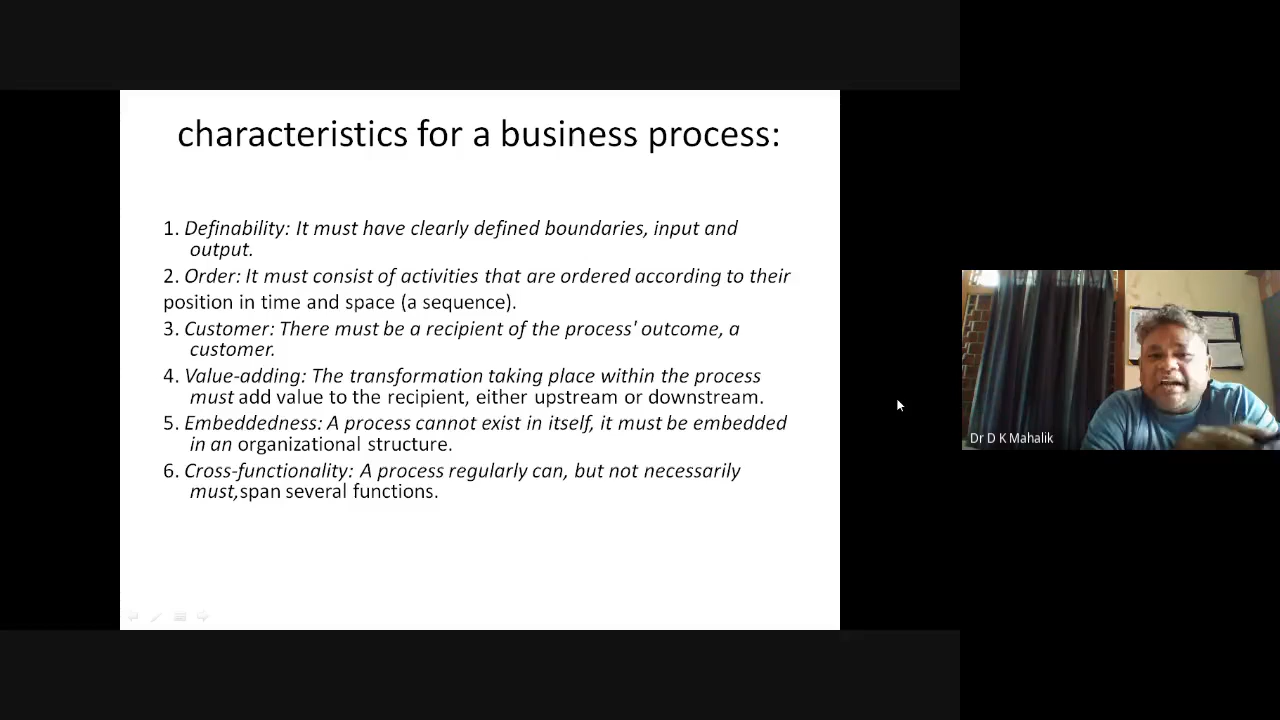 characteristics for a business process:
1. Definability: It must have clearly defined boundaries, input and
output.
2. Order: It must consist of activities that are ordered according to their
position in time and space (a sequence).
3. Customer: There must be a recipient of the process' outcome, a
customer.
4. Value-adding: The transformation taking place within the process
must add value to the recipient, either upstream or downstream.
5. Embeddedness: A process cannot exist in itself, it must be embedded
in an organizational structure.
6. Cross-functionality: A process regularly can, but not necessarily
must,span several functions.
Dr D K Mahalik